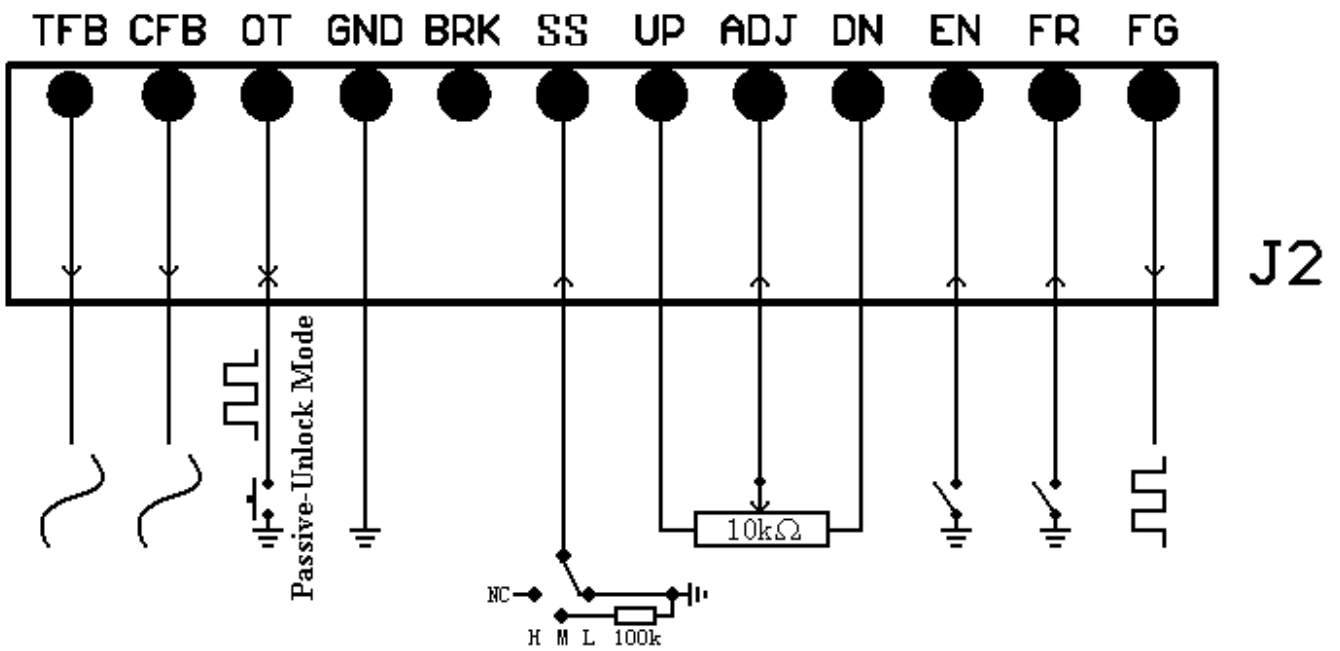 TFB CFB OT GND BRK SS UP ADJ DN EN FR FG
J2
Passive-Unlock Mode
10kΩ
NC
H M L 100k